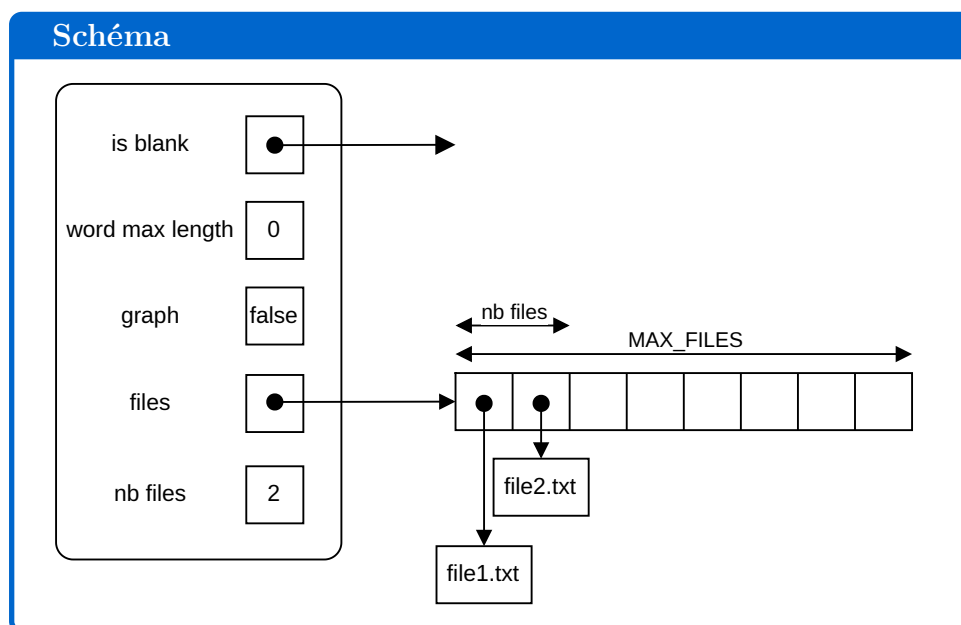 Schéma
is blank
word max length 0
graph false
nb files
MAX_FILES
files
file2.txt
nb files 2
file1.txt